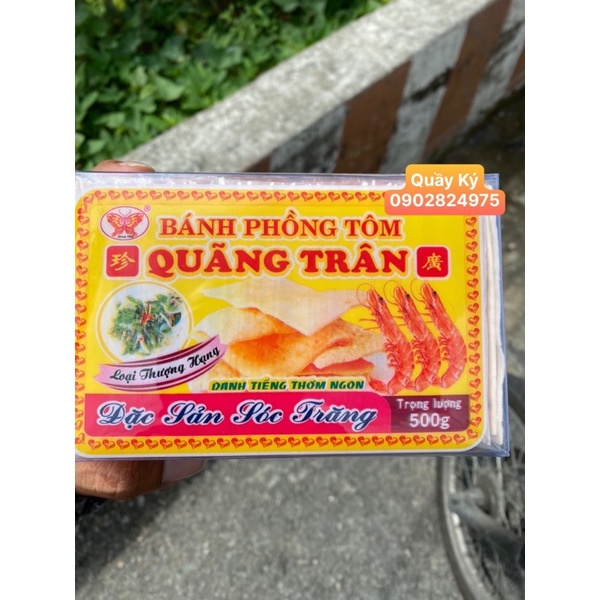 Quầy Ký
0902824975
BÁNH PHỒNG TÔM
珍 QUÃNG TRÂN 廣
Loại Thượng Hạng
DANH TIẾNG THƠM NGON
Đặc Sản Sóc Trăng
Trọng lượng
500g